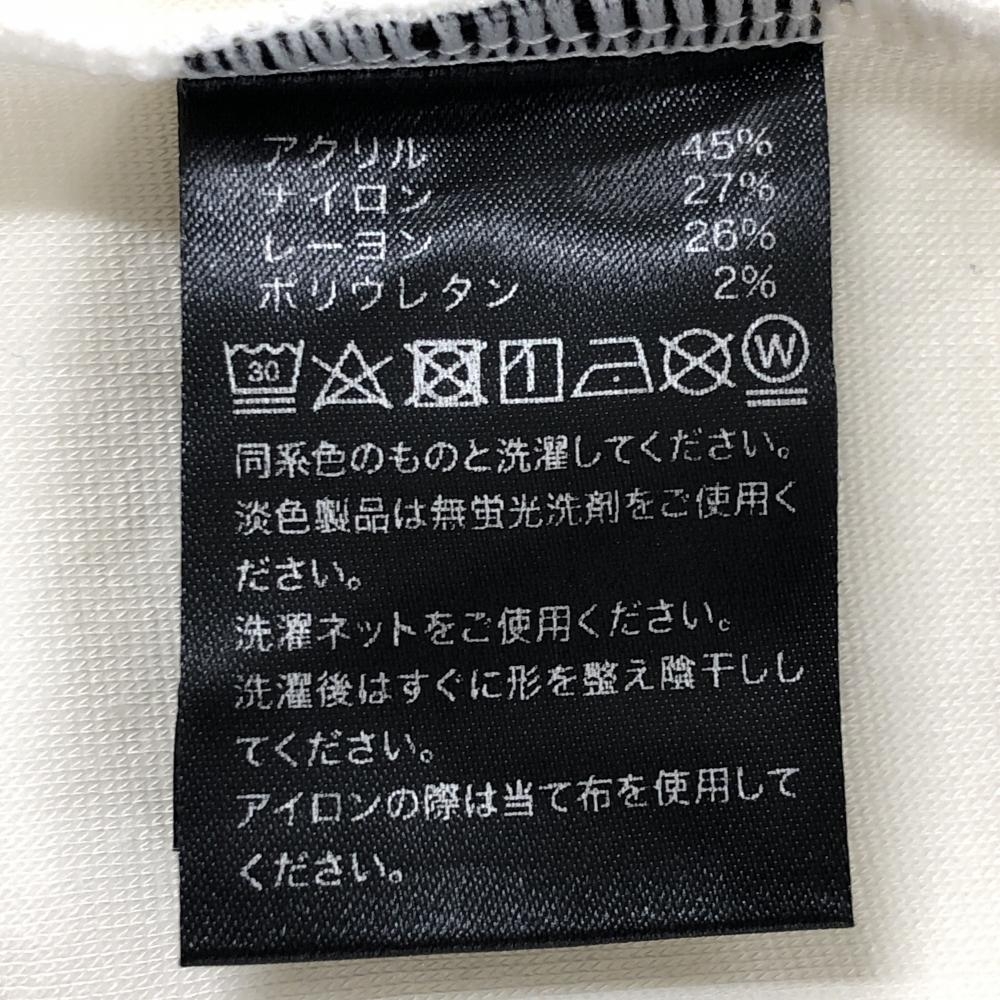 アクリル 45%
ナイロン 27%
レーヨン 26%
ポリウレタン 2%
30 W
同系色のものと洗濯してください。
淡色製品は無蛍光洗剤をご使用く
ださい。
洗濯ネットをご使用ください。
洗濯後はすぐに形を整え陰干しし
てください。
アイロンの際は当て布を使用して
ください。